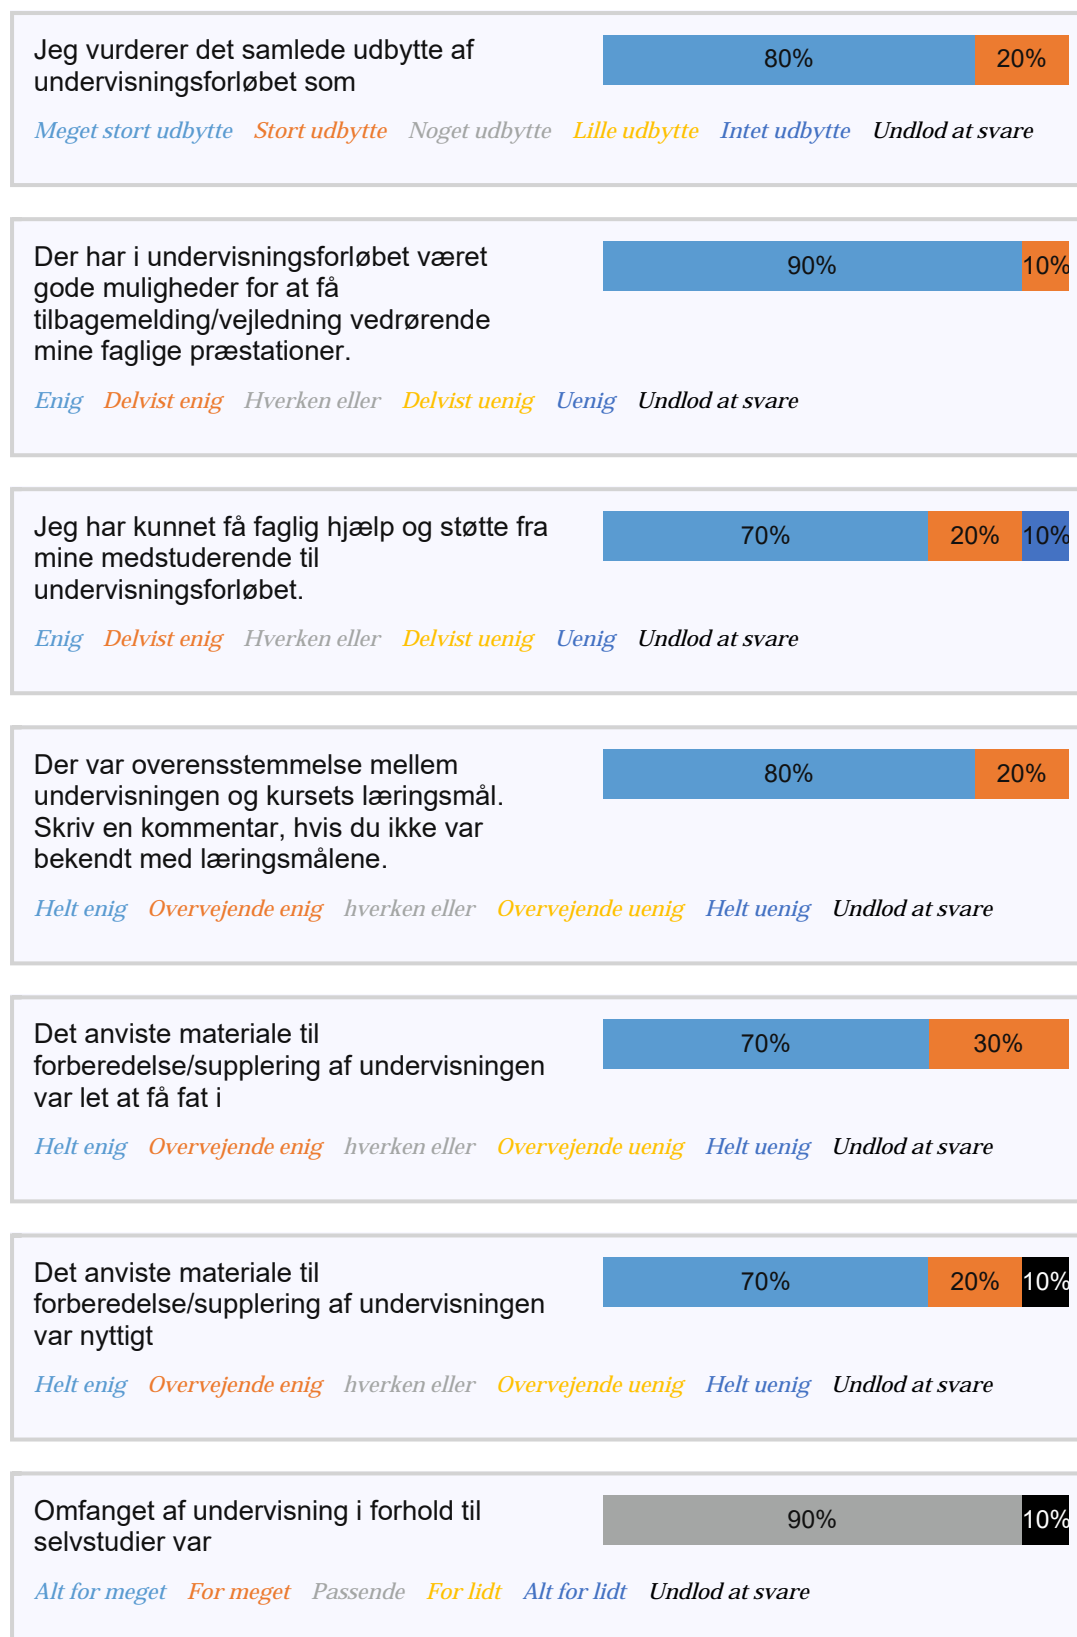 Jeg vurderer det samlede udbytte af
undervisningsforløbet som
80% 20%
Meget stort udbytte Stort udbytte Noget udbytte Lille udbytte Intet udbytte Undlod at svare
Der har i undervisningsforløbet været
gode muligheder for at få
tilbagemelding/vejledning vedrørende
mine faglige præstationer.
90% 10%
Enig Delvist enig Hverken eller Delvist uenig Uenig Undlod at svare
Jeg har kunnet få faglig hjælp og støtte fra
mine medstuderende til
undervisningsforløbet.
70% 20% 10%
Enig Delvist enig Hverken eller Delvist uenig Uenig Undlod at svare
Der var overensstemmelse mellem
undervisningen og kursets læringsmål.
Skriv en kommentar, hvis du ikke var
bekendt med læringsmålene.
80% 20%
Helt enig Overvejende enig hverken eller Overvejende uenig Helt uenig Undlod at svare
Det anviste materiale til
forberedelse/supplering af undervisningen
var let at få fat i
70% 30%
Helt enig Overvejende enig hverken eller Overvejende uenig Helt uenig Undlod at svare
Det anviste materiale til
forberedelse/supplering af undervisningen
var nyttigt
70% 20% 10%
Helt enig Overvejende enig hverken eller Overvejende uenig Helt uenig Undlod at svare
Omfanget af undervisning i forhold til
selvstudier var
90% 10%
Alt for meget For meget Passende For lidt Alt for lidt Undlod at svare